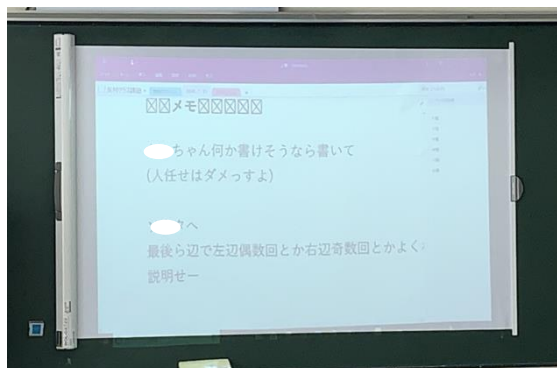 メモ
ちゃん何か書けそうなら書いて
(人任せはダメっすよ)
へ
最後ら辺で左辺偶数回とか右辺奇数回とかよく
説明せー